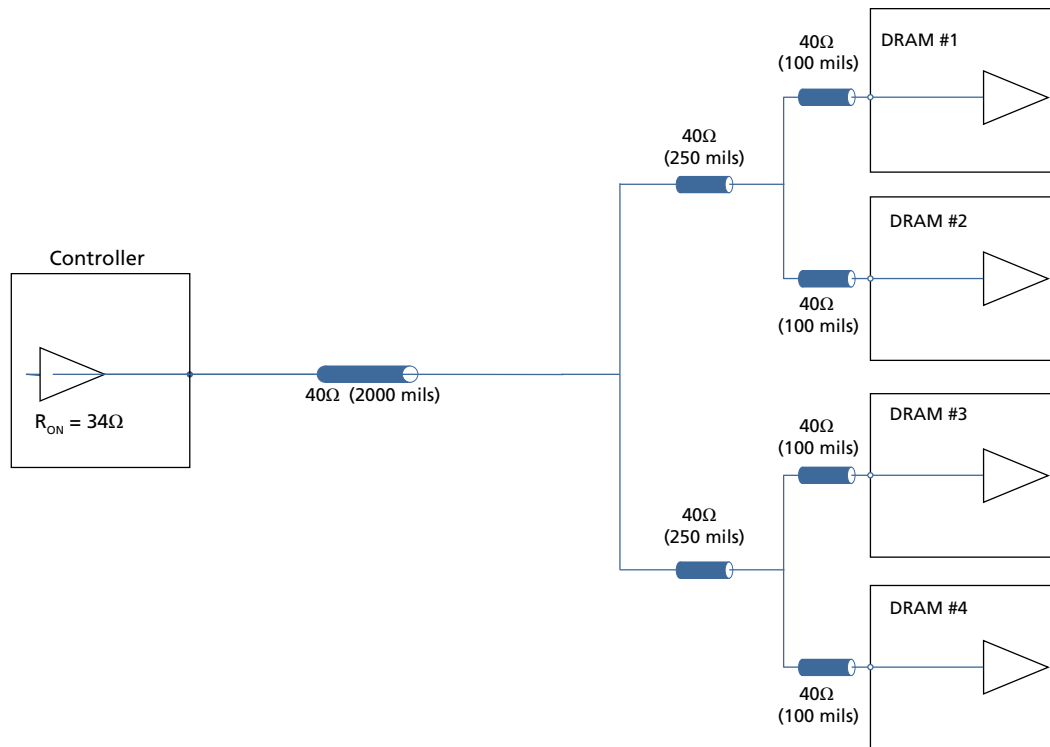 40Ω
(100 mils)
DRAM #1
40Ω
(250 mils)
DRAM #2
40Ω
(100 mils)
Controller
40Ω (2000 mils)
R_ON = 34Ω
40Ω
(100 mils)
DRAM #3
40Ω
(250 mils)
DRAM #4
40Ω
(100 mils)